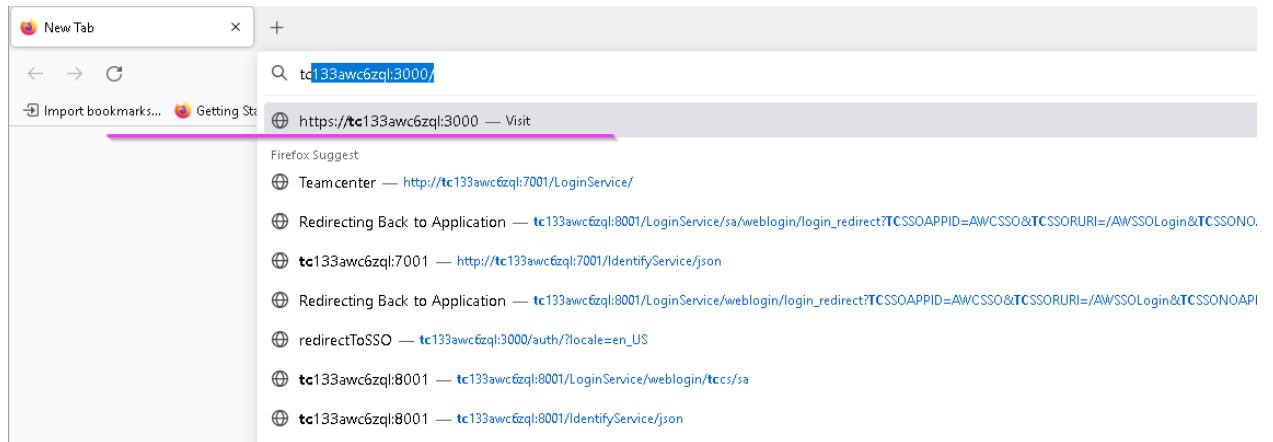 New Tab
tc133awc6zql:3000/
Import bookmarks... Getting Sta
https://tc133awc6zql:3000 — Visit
Firefox Suggest
Teamcenter — http://tc133awc6zql:7001/LoginService/
Redirecting Back to Application — tc133awc6zql:8001/LoginService/sa/weblogin/login_redirect?TCSSOAPPID=AWCSSO&TCSSORURI=/AWSSOLogin&TCSSONOA
tc133awc6zql:7001 — http://tc133awc6zql:7001/IdentifyService/json
Redirecting Back to Application — tc133awc6zql:8001/LoginService/weblogin/login_redirect?TCSSOAPPID=AWCSSO&TCSSORURI=/AWSSOLogin&TCSSONOAPI
redirectToSSO — tc133awc6zql:3000/auth/?locale=en_US
tc133awc6zql:8001 — tc133awc6zql:8001/LoginService/weblogin/tccs/sa
tc133awc6zql:8001 — tc133awc6zql:8001/IdentifyService/json